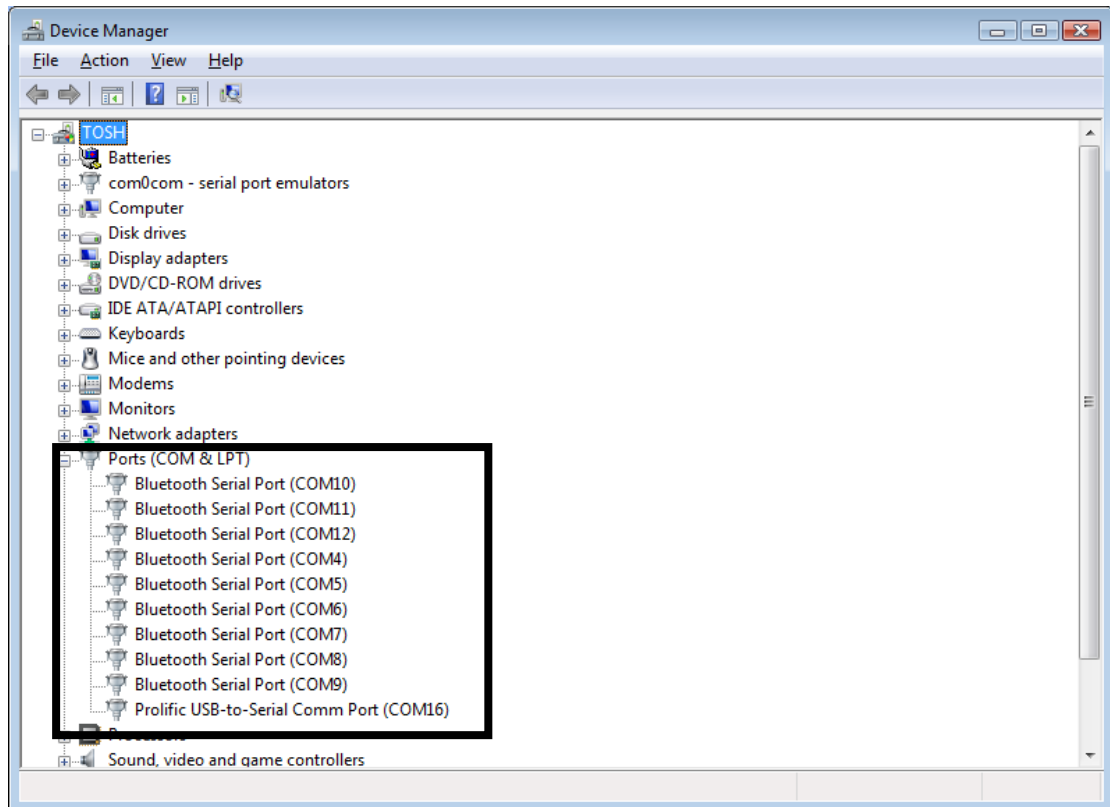 Device Manager
File Action View Help
TOSH
Batteries
com0com - serial port emulators
Computer
Disk drives
Display adapters
DVD/CD-ROM drives
IDE ATA/ATAPI controllers
Keyboards
Mice and other pointing devices
Modems
Monitors
Network adapters
Ports (COM & LPT)
Bluetooth Serial Port (COM10)
Bluetooth Serial Port (COM11)
Bluetooth Serial Port (COM12)
Bluetooth Serial Port (COM4)
Bluetooth Serial Port (COM5)
Bluetooth Serial Port (COM6)
Bluetooth Serial Port (COM7)
Bluetooth Serial Port (COM8)
Bluetooth Serial Port (COM9)
Prolific USB-to-Serial Comm Port (COM16)
Sound, video and game controllers